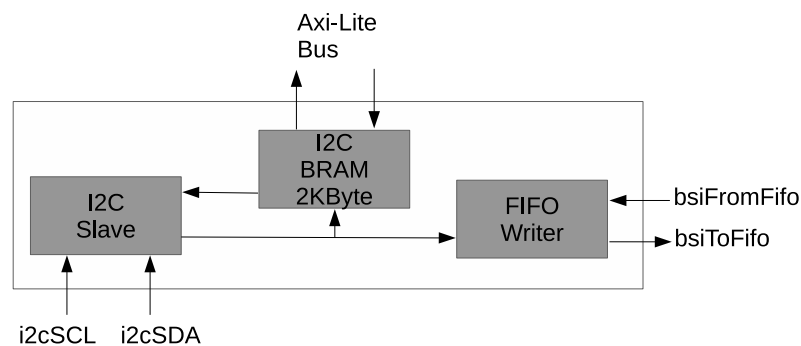 Axi-Lite
Bus
I2C
BRAM
2KByte
I2C
Slave
FIFO
Writer
bsiFromFifo
bsiToFifo
i2cSCL
i2cSDA